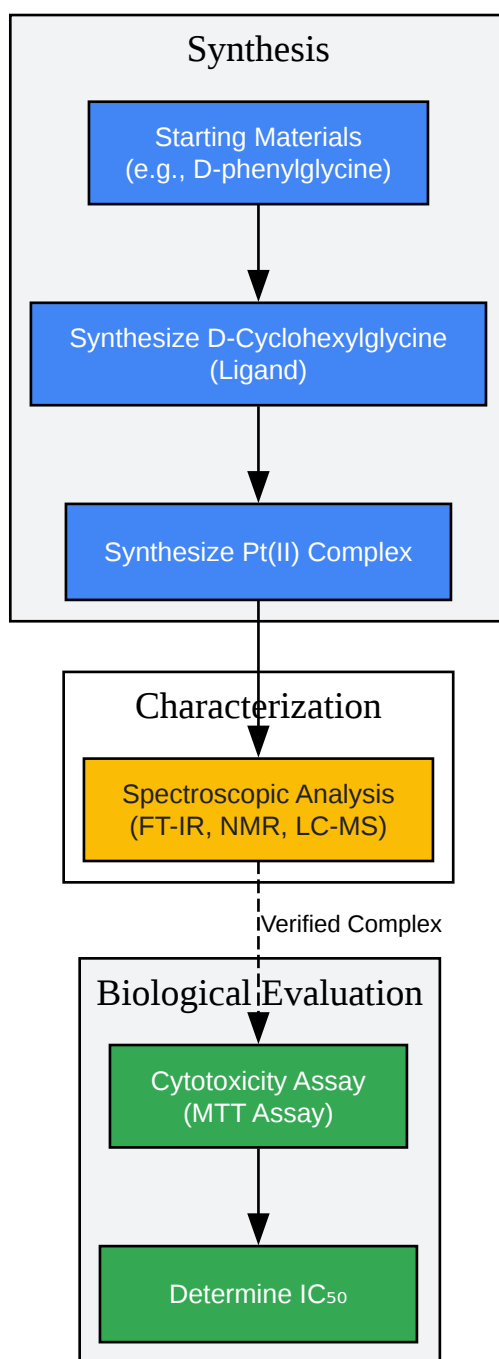 Synthesis
Starting Materials
(e.g., D-phenylglycine)
Synthesize D-Cyclohexylglycine
(Ligand)
Synthesize Pt(II) Complex
Characterization
Spectroscopic Analysis
(FT-IR, NMR, LC-MS)
Verified Complex
Biological Evaluation
Cytotoxicity Assay
(MTT Assay)
Determine IC₅₀